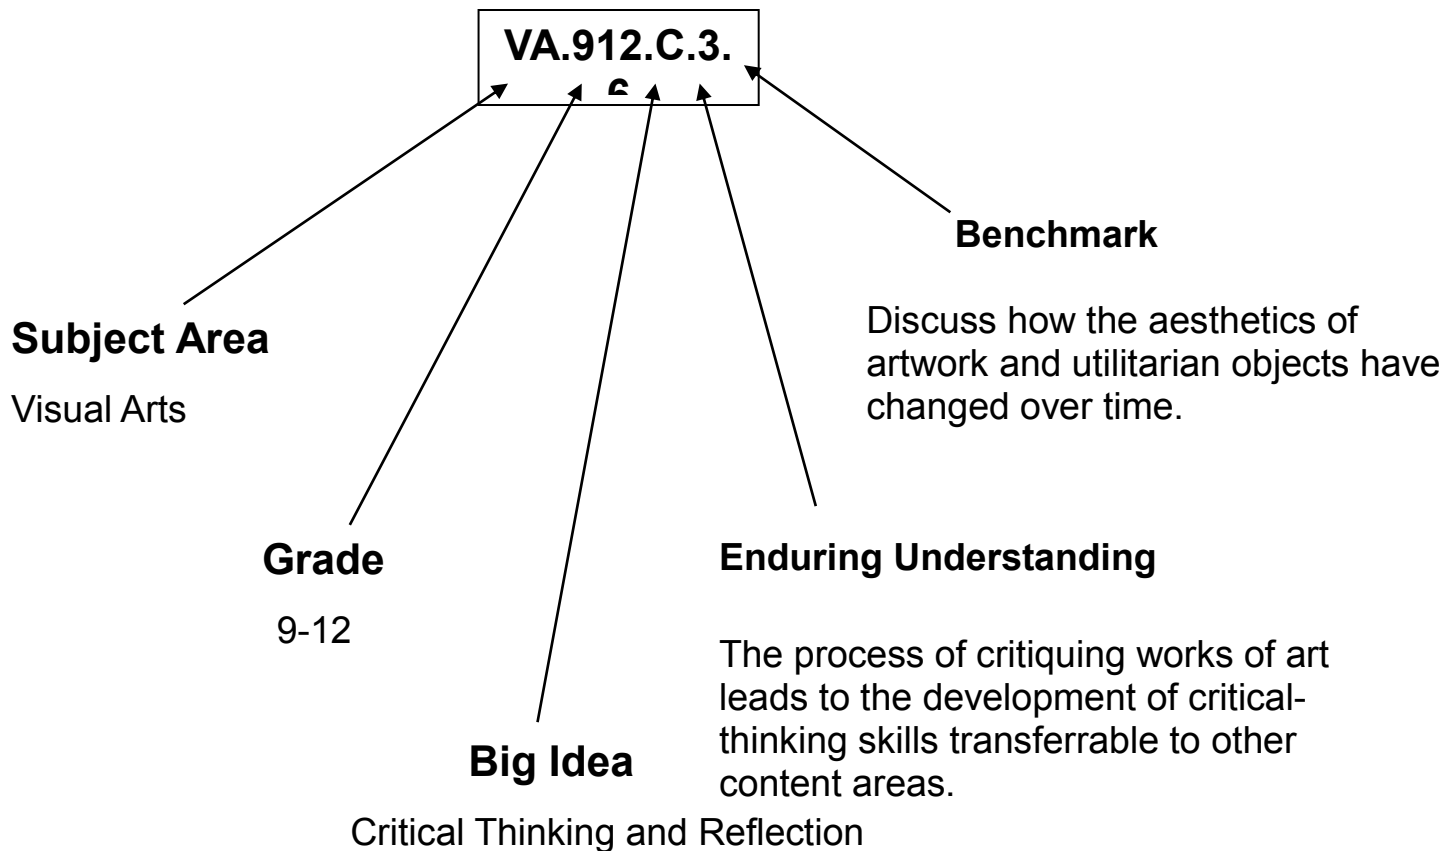 VA.912.C.3.
6
Benchmark
Discuss how the aesthetics of
artwork and utilitarian objects have
changed over time.
Subject Area
Visual Arts
Grade
9-12
Enduring Understanding
The process of critiquing works of art
leads to the development of critical-
thinking skills transferrable to other
content areas.
Big Idea
Critical Thinking and Reflection